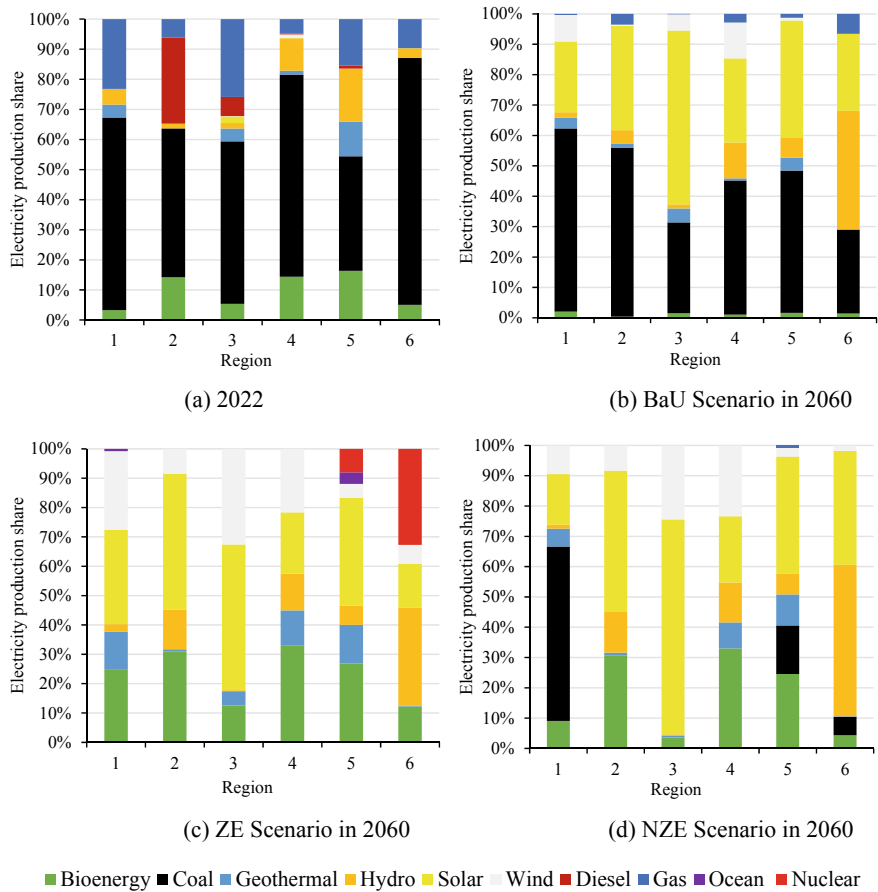 Electricity production share
100%
90%
80%
70%
60%
50%
40%
30%
20%
10%
0%
1 2 3 4 5 6
Region
(a) 2022
Electricity production share
100%
90%
80%
70%
60%
50%
40%
30%
20%
10%
0%
1 2 3 4 5 6
Region
(b) BaU Scenario in 2060
Electricity production share
100%
90%
80%
70%
60%
50%
40%
30%
20%
10%
0%
1 2 3 4 5 6
Region
(c) ZE Scenario in 2060
Electricity production share
100%
90%
80%
70%
60%
50%
40%
30%
20%
10%
0%
1 2 3 4 5 6
Region
(d) NZE Scenario in 2060
Bioenergy Coal Geothermal Hydro Solar Wind Diesel Gas Ocean Nuclear